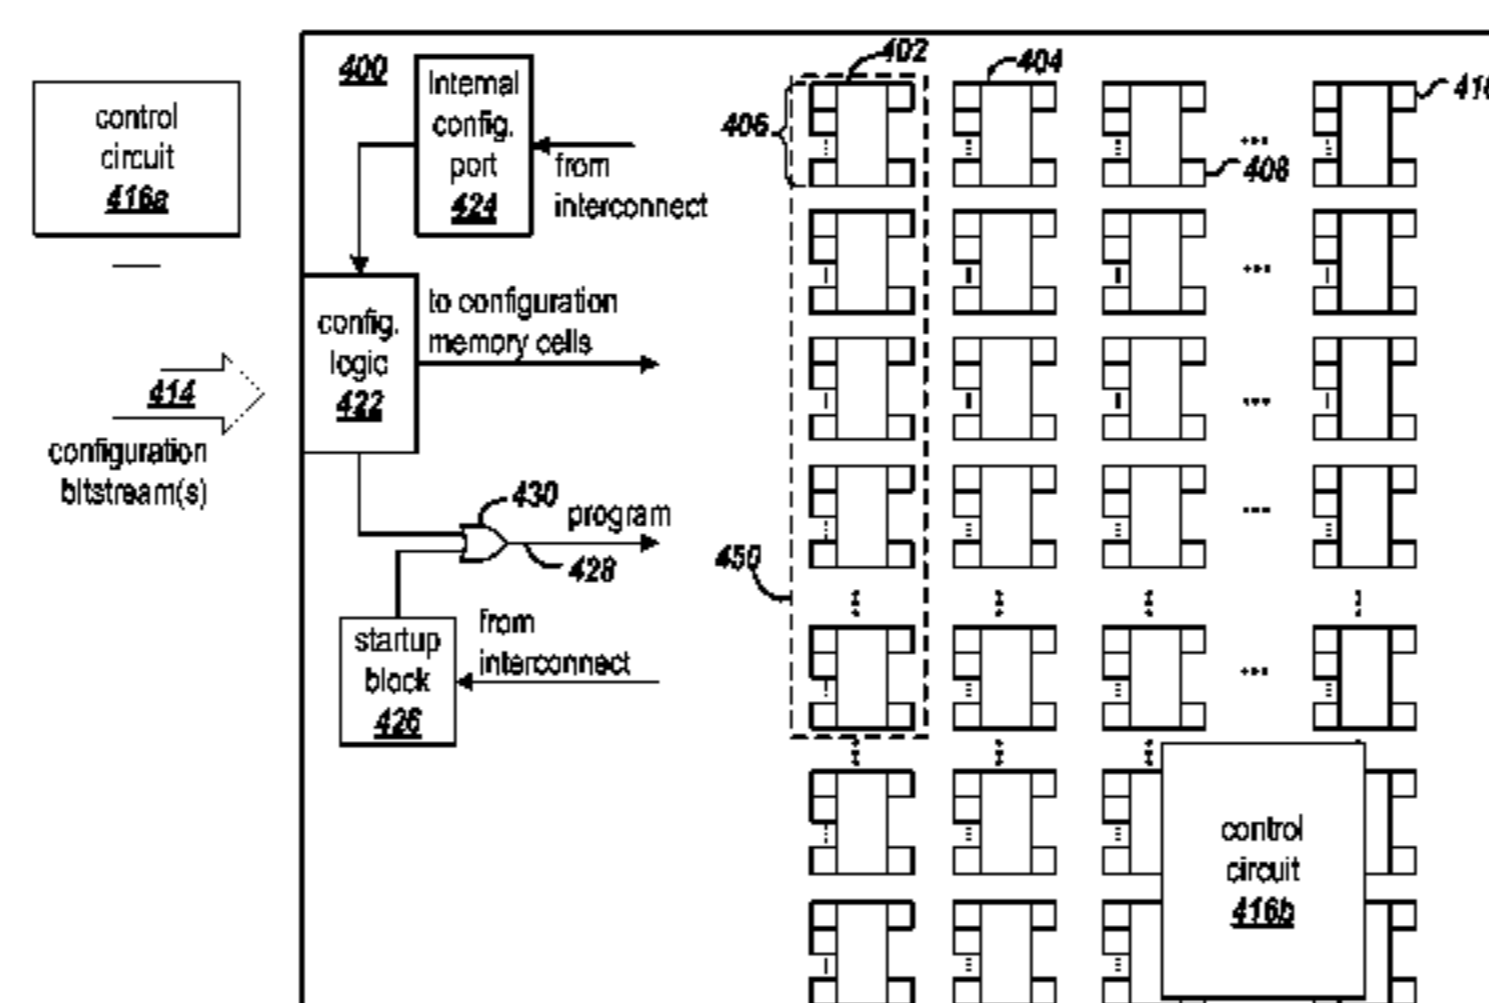 400
402
404
406
408
control
circuit
416a
Internal
config.
port
424
from
interconnect
config.
logic
422
to configuration
memory cells
414
configuration
bitstream(s)
430
program
428
450
startup
block
426
from
interconnect
control
circuit
416b